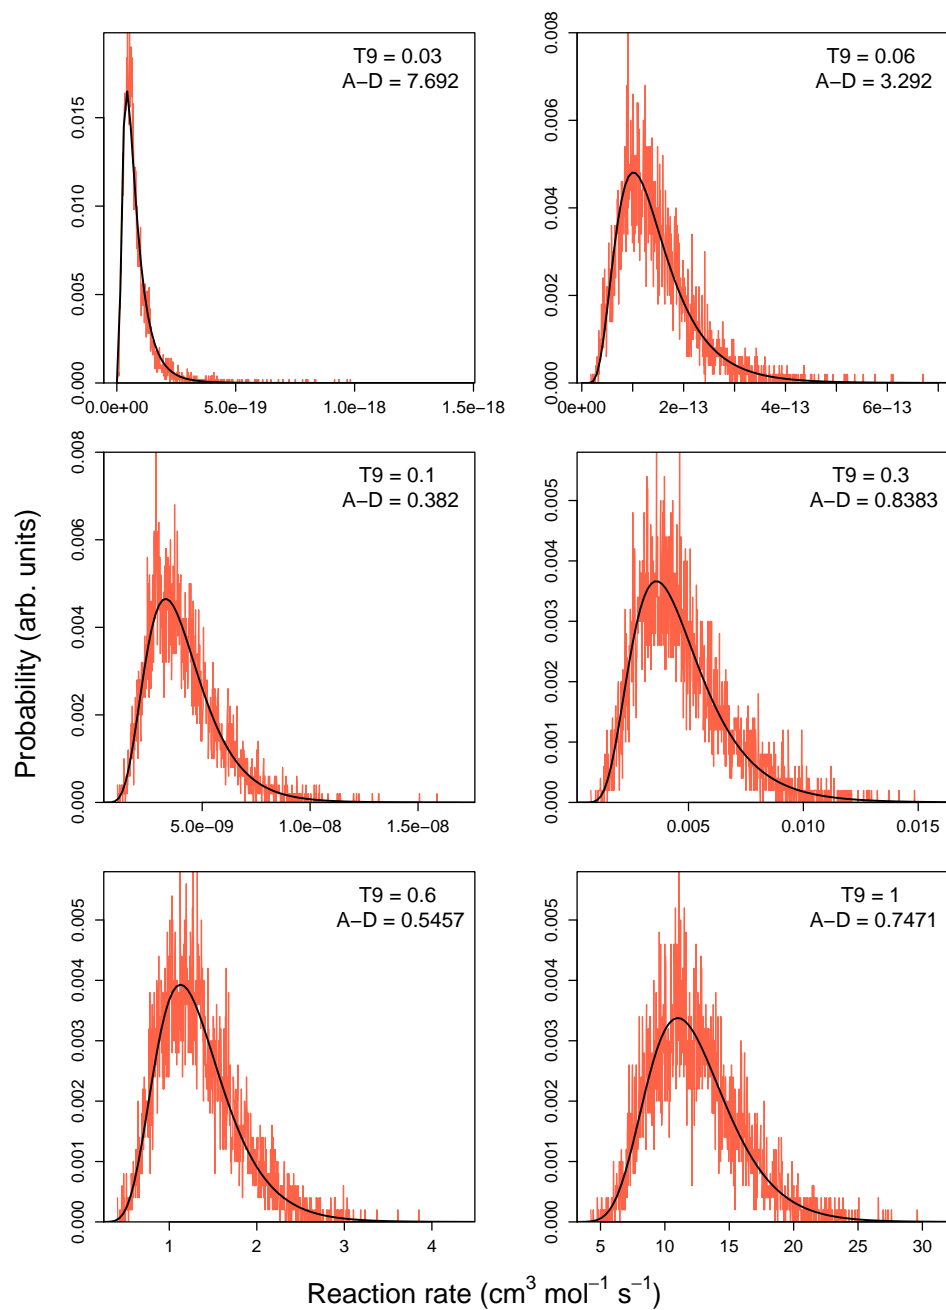 T9 = 0.03
A−D = 7.692
0.000
0.005
0.010
0.015
0.0e+00
5.0e−19
1.0e−18
1.5e−18
T9 = 0.06
A−D = 3.292
0.000
0.002
0.004
0.006
0.008
0e+00
2e−13
4e−13
6e−13
T9 = 0.1
A−D = 0.382
0.000
0.002
0.004
0.006
0.008
5.0e−09
1.0e−08
1.5e−08
T9 = 0.3
A−D = 0.8383
0.000
0.001
0.002
0.003
0.004
0.005
0.005
0.010
0.015
T9 = 0.6
A−D = 0.5457
0.000
0.001
0.002
0.003
0.004
0.005
1
2
3
4
T9 = 1
A−D = 0.7471
0.000
0.001
0.002
0.003
0.004
0.005
5
10
15
20
25
30
Probability (arb. units)
Reaction rate (cm³ mol⁻¹ s⁻¹)